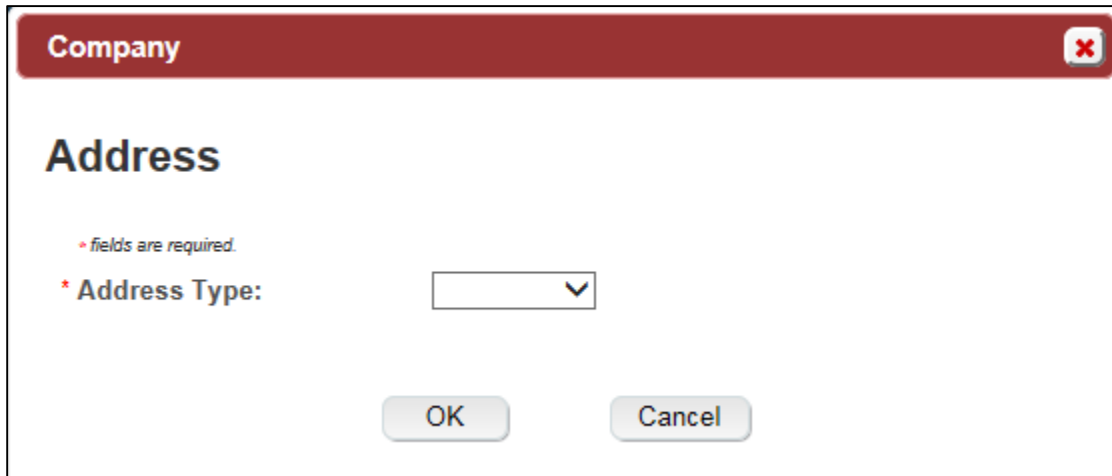 Company
Address
* fields are required.
* Address Type:
OK Cancel